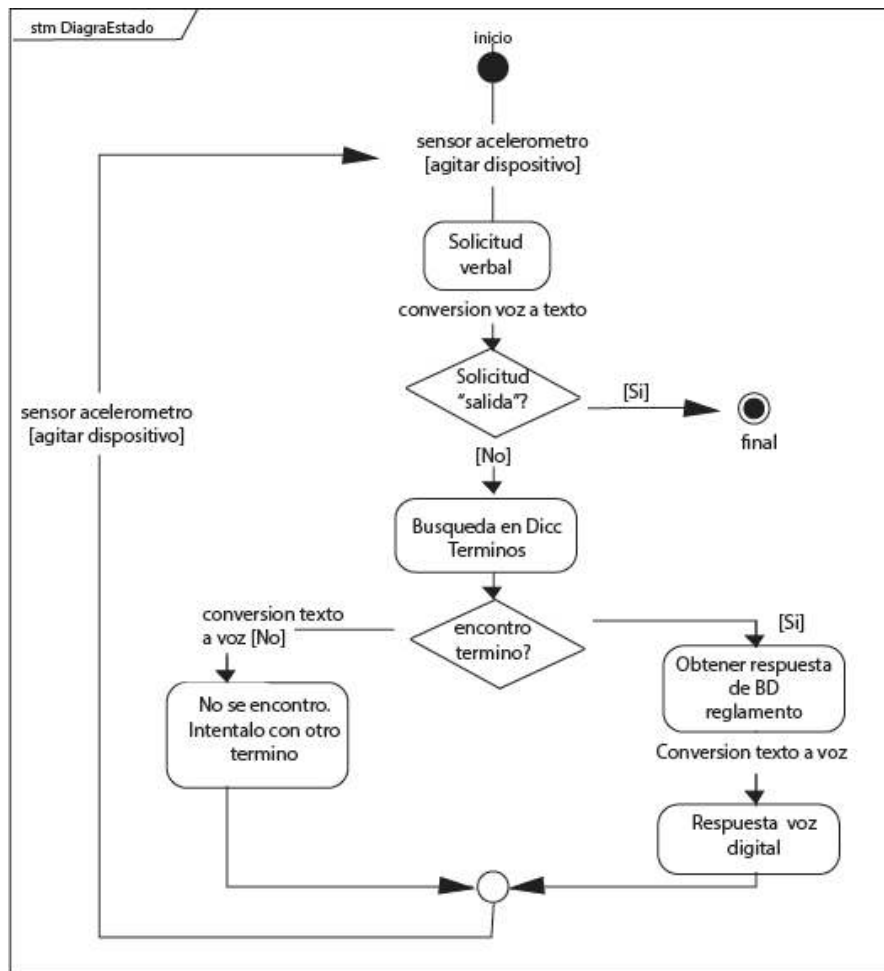 stm DiagraEstado
inicio
sensor acelerometro
[agitar dispositivo]
Solicitud
verbal
conversion voz a texto
Solicitud
"salida"?
[Si]
final
sensor acelerometro
[agitar dispositivo]
[No]
Busqueda en Dicc
Terminos
encontro
termino?
conversion texto
a voz [No]
[Si]
No se encontro.
Intentalo con otro
termino
Obtener respuesta
de BD
reglamento
Conversion texto a voz
Respuesta voz
digital